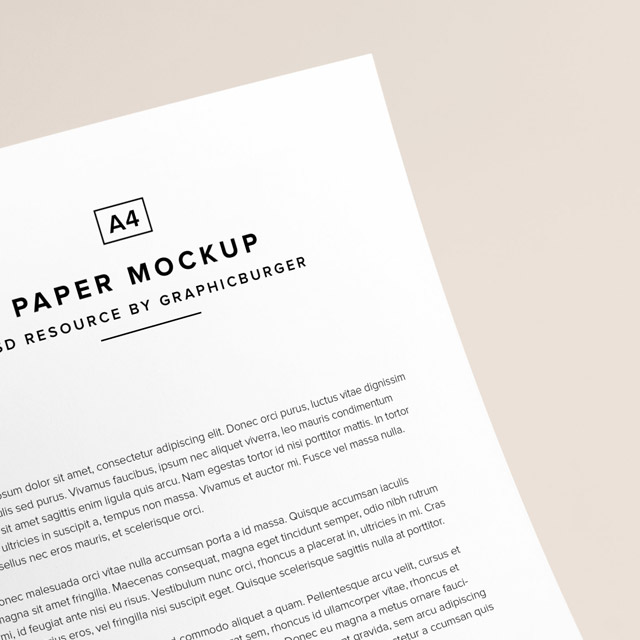 A4
PAPER MOCKUP
RESOURCE BY GRAPHICBURGER
dolor sit amet, consectetur adipiscing elit. Donec orci purus, luctus vitae dignissim
sed purus. Vivamus faucibus, ipsum nec aliquet viverra, leo mauris condimentum
sit amet sagittis enim ligula quis arcu. Nam egestas tortor id nisi porttitor mattis. In tortor
ultricies in suscipit a, tempus non massa. Vivamus et auctor mi. Fusce vel massa nulla.
nec eros mauris, et scelerisque orci.
malesuada orci vitae nulla accumsan porta a id massa. Quisque accumsan iaculis
magna sit amet fringilla. Maecenas consequat, magna eget tincidunt semper, odio nibh rutrum
mi, id feugiat ante nisi eu risus. Vestibulum nunc orci, rhoncus a placerat in, ultricies in mi. Cras
eros, vel fringilla nisi suscipit eget. Quisque scelerisque sagittis nulla at porttitor.
commodo aliquet a quam. Pellentesque arcu velit, cursus et
sem, rhoncus id ullamcorper vitae, rhoncus et
Donec eu magna a metus ornare fauci-
gravida, sem arcu adipiscing
a ccumsan quis